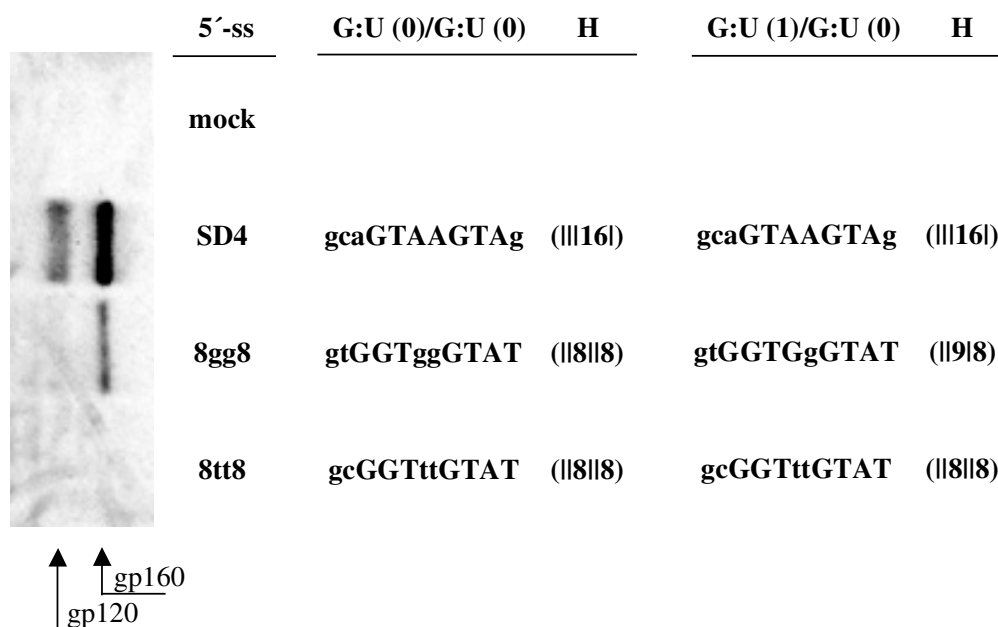 5´-ss G:U (0)/G:U (0) H G:U (1)/G:U (0) H
mock
SD4 gcaGTAAGTAg (|||16|) gcaGTAAGTAg (|||16|)
8gg8 gtGGTggGTAT (||8||8) gtGGTGgGTAT (||9|8)
8tt8 gcGGTttGTAT (||8||8) gcGGTttGTAT (||8||8)
gp160
gp120